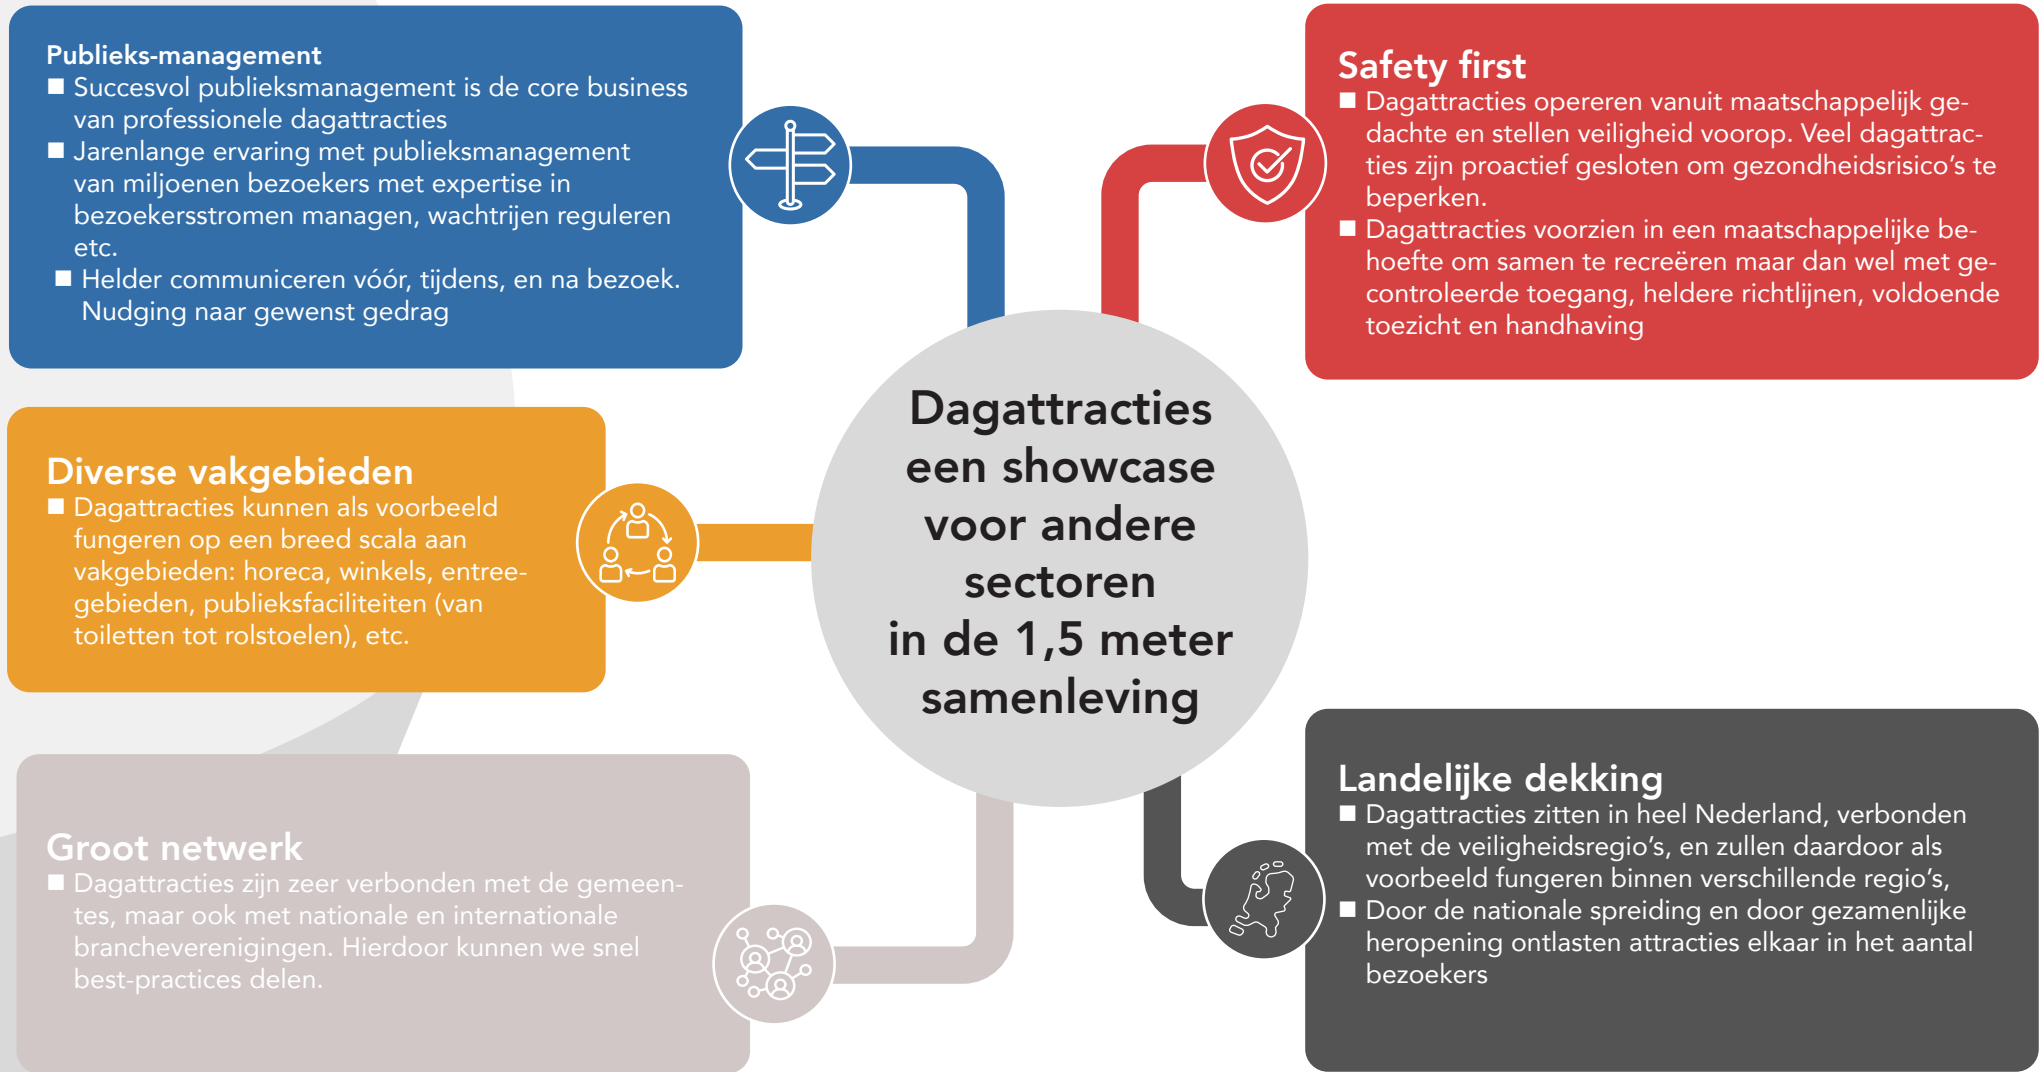 Publieks-management
■ Succesvol publieksmanagement is de core business
van professionele dagattracties
■ Jarenlange ervaring met publieksmanagement
van miljoenen bezoekers met expertise in
bezoekersstromen managen, wachtrijen reguleren
etc.
■ Helder communiceren vóór, tijdens, en na bezoek.
Nudging naar gewenst gedrag
Safety first
■ Dagattracties opereren vanuit maatschappelijk ge-
dachte en stellen veiligheid voorop. Veel dagattrac-
ties zijn proactief gesloten om gezondheidsrisico’s te
beperken.
■ Dagattracties voorzien in een maatschappelijke be-
hoefte om samen te recreëren maar dan wel met ge-
controleerde toegang, heldere richtlijnen, voldoende
toezicht en handhaving
Dagattracties
een showcase
voor andere
sectoren
in de 1,5 meter
samenleving
Diverse vakgebieden
■ Dagattracties kunnen als voorbeeld
fungeren op een breed scala aan
vakgebieden: horeca, winkels, entree-
gebieden, publieksfaciliteiten (van
toiletten tot rolstoelen), etc.
Groot netwerk
■ Dagattracties zijn zeer verbonden met de gemeen-
tes, maar ook met nationale en internationale
brancheverenigingen. Hierdoor kunnen we snel
best-practices delen.
Landelijke dekking
■ Dagattracties zitten in heel Nederland, verbonden
met de veiligheidsregio’s, en zullen daardoor als
voorbeeld fungeren binnen verschillende regio’s,
■ Door de nationale spreiding en door gezamenlijke
heropening ontlasten attracties elkaar in het aantal
bezoekers